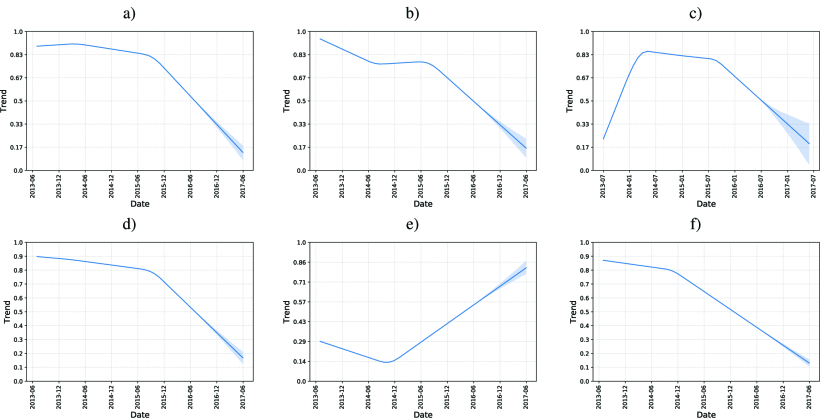 a) b) c)
1.0 1.0 1.0
0.83 0.83 0.83
0.67 0.67 0.67
Trend Trend Trend
0.5 0.5 0.5
0.33 0.33 0.33
0.17 0.17 0.17
0.0 0.0 0.0
2013-06 2013-12 2014-06 2014-12 2015-06 2015-12 2016-06 2016-12 2017-06 2013-06 2013-12 2014-06 2014-12 2015-06 2015-12 2016-06 2016-12 2017-06 2013-07 2014-01 2014-07 2015-01 2015-07 2016-01 2016-07 2017-01 2017-07
Date Date Date
d) e) f)
1.0 1.0 1.0
0.9 0.86 0.9
0.8 0.71 0.8
0.7 0.57 0.7
0.6 0.43 0.6
Trend Trend Trend
0.5 0.29 0.5
0.4 0.14 0.4
0.3 0.0 0.3
0.2 0.2
0.1 0.1
0.0 0.0
2013-06 2013-12 2014-06 2014-12 2015-06 2015-12 2016-06 2016-12 2017-06 2013-06 2013-12 2014-06 2014-12 2015-06 2015-12 2016-06 2016-12 2017-06 2013-06 2013-12 2014-06 2014-12 2015-06 2015-12 2016-06 2016-12 2017-06
Date Date Date